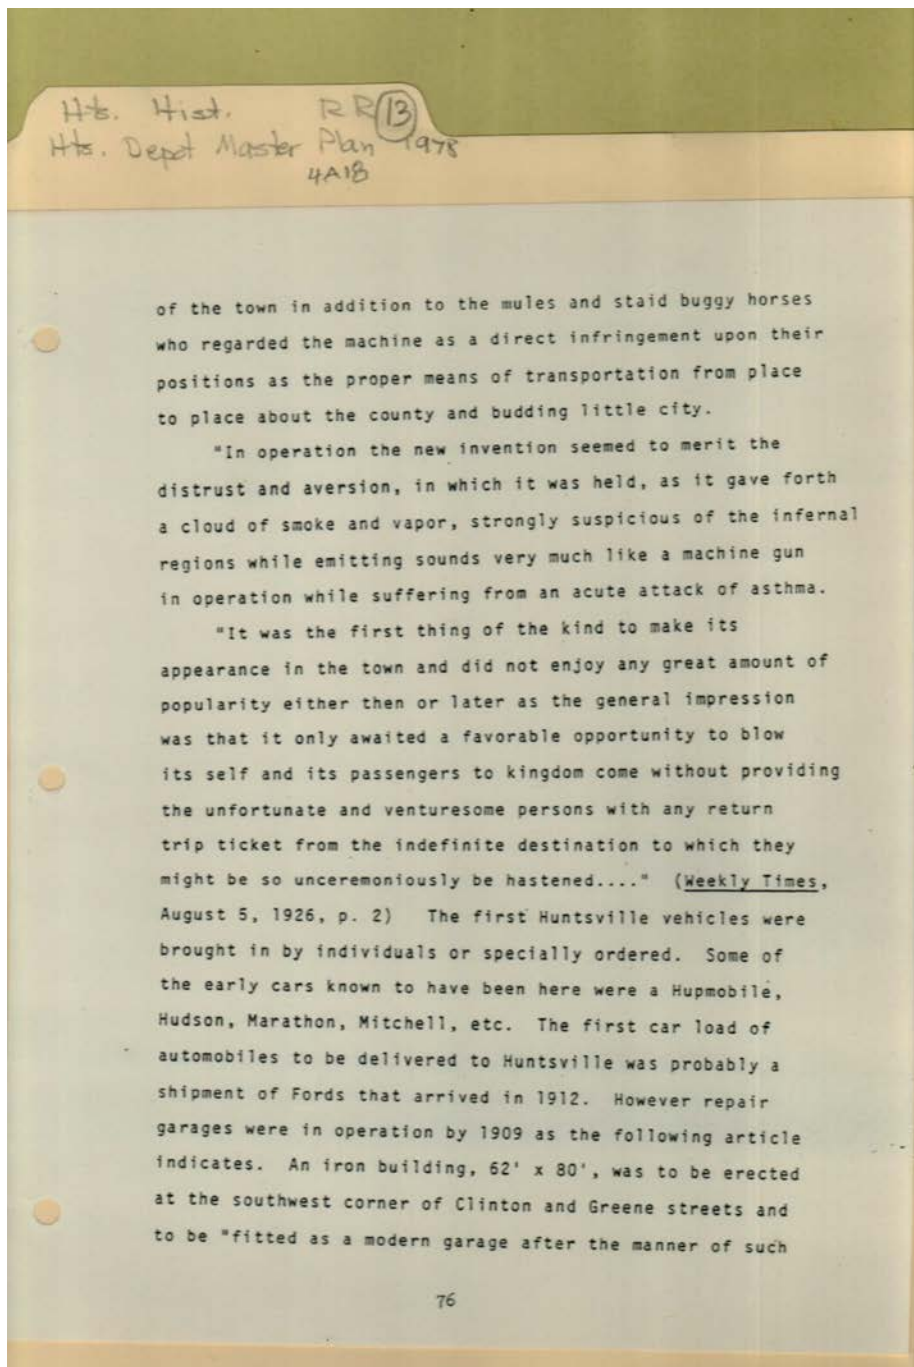 Hts. Hist. RR 13
Hts. Depot Master Plan 1978
4A18
of the town in addition to the mules and staid buggy horses
who regarded the machine as a direct infringement upon their
positions as the proper means of transportation from place
to place about the county and budding little city.
"In operation the new invention seemed to merit the
distrust and aversion, in which it was held, as it gave forth
a cloud of smoke and vapor, strongly suspicious of the infernal
regions while emitting sounds very much like a machine gun
in operation while suffering from an acute attack of asthma.
"It was the first thing of the kind to make its
appearance in the town and did not enjoy any great amount of
popularity either then or later as the general impression
was that it only awaited a favorable opportunity to blow
its self and its passengers to kingdom come without providing
the unfortunate and venturesome persons with any return
trip ticket from the indefinite destination to which they
might be so unceremoniously be hastened...." (Weekly Times,
August 5, 1926, p. 2) The first Huntsville vehicles were
brought in by individuals or specially ordered. Some of
the early cars known to have been here were a Hupmobile,
Hudson, Marathon, Mitchell, etc. The first car load of
automobiles to be delivered to Huntsville was probably a
shipment of Fords that arrived in 1912. However repair
garages were in operation by 1909 as the following article
indicates. An iron building, 62' x 80', was to be erected
at the southwest corner of Clinton and Greene streets and
to be "fitted as a modern garage after the manner of such
76